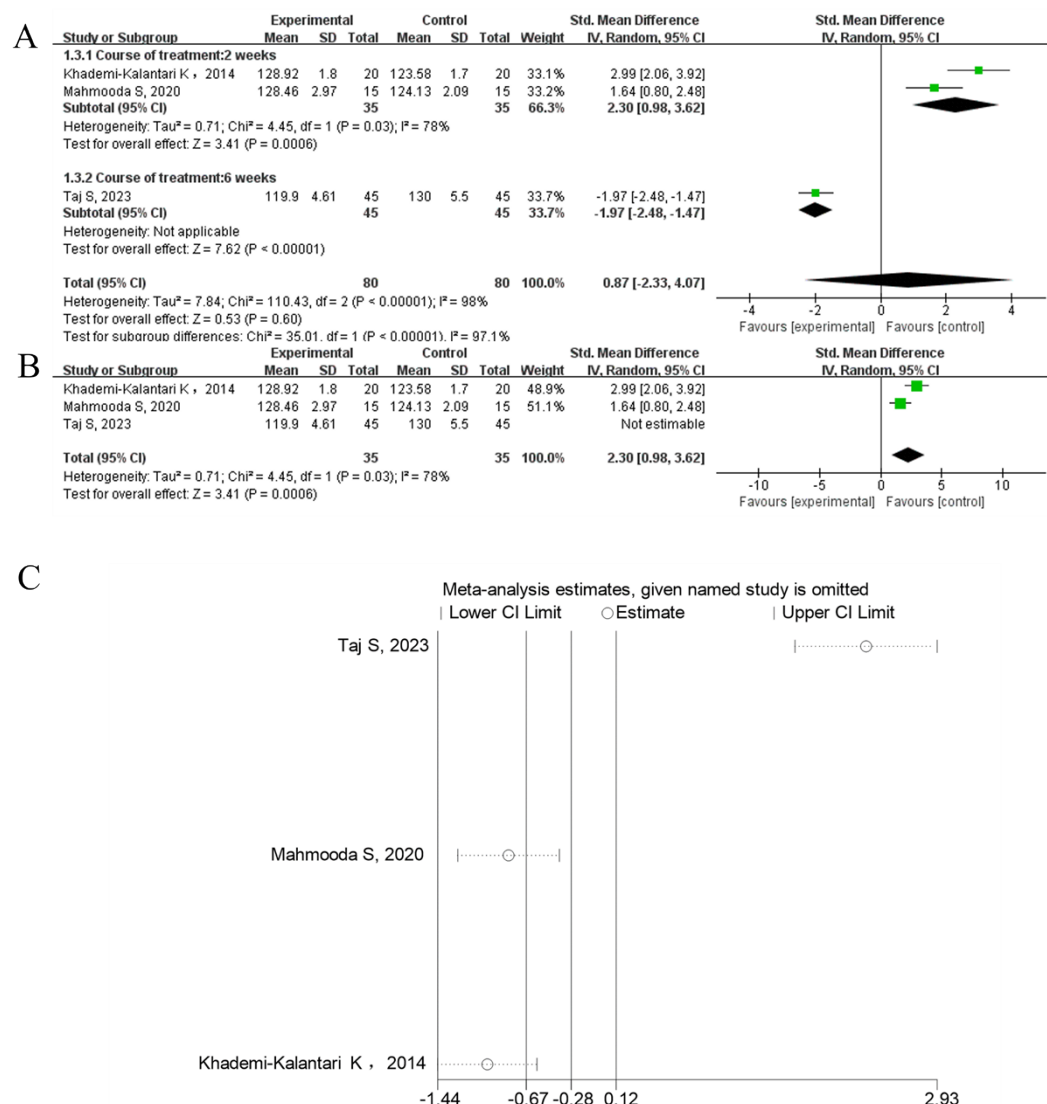 A
Experimental Control Std. Mean Difference Std. Mean Difference
Study or Subgroup Mean SD Total Mean SD Total Weight IV, Random, 95% CI IV, Random, 95% CI
1.3.1 Course of treatment:2 weeks
Khademi-Kalantari K，2014 128.92 1.8 20 123.58 1.7 20 33.1% 2.99 [2.06, 3.92]
Mahmooda S, 2020 128.46 2.97 15 124.13 2.09 15 33.2% 1.64 [0.80, 2.48]
Subtotal (95% CI) 35 35 66.3% 2.30 [0.98, 3.62]
Heterogeneity: Tau² = 0.71; Chi² = 4.45, df = 1 (P = 0.03); I² = 78%
Test for overall effect: Z = 3.41 (P = 0.0006)
1.3.2 Course of treatment:6 weeks
Taj S, 2023 119.9 4.61 45 130 5.5 45 33.7% -1.97 [-2.48, -1.47]
Subtotal (95% CI) 45 45 33.7% -1.97 [-2.48, -1.47]
Heterogeneity: Not applicable
Test for overall effect: Z = 7.62 (P < 0.00001)
Total (95% CI) 80 80 100.0% 0.87 [-2.33, 4.07]
Heterogeneity: Tau² = 7.84; Chi² = 110.43, df = 2 (P < 0.00001); I² = 98%
Test for overall effect: Z = 0.53 (P = 0.60)
Test for subgroup differences: Chi² = 35.01, df = 1 (P < 0.00001), I² = 97.1%
-4 -2 0 2 4
Favours [experimental] Favours [control]
B
Experimental Control Std. Mean Difference Std. Mean Difference
Study or Subgroup Mean SD Total Mean SD Total Weight IV, Random, 95% CI IV, Random, 95% CI
Khademi-Kalantari K，2014 128.92 1.8 20 123.58 1.7 20 48.9% 2.99 [2.06, 3.92]
Mahmooda S, 2020 128.46 2.97 15 124.13 2.09 15 51.1% 1.64 [0.80, 2.48]
Taj S, 2023 119.9 4.61 45 130 5.5 45 Not estimable
Total (95% CI) 35 35 100.0% 2.30 [0.98, 3.62]
Heterogeneity: Tau² = 0.71; Chi² = 4.45, df = 1 (P = 0.03); I² = 78%
Test for overall effect: Z = 3.41 (P = 0.0006)
-10 -5 0 5 10
Favours [experimental] Favours [control]
C
Meta-analysis estimates, given named study is omitted
Lower CI Limit Estimate Upper CI Limit
Taj S, 2023
Mahmooda S, 2020
Khademi-Kalantari K，2014
-1.44 -0.67 -0.28 0.12 2.93